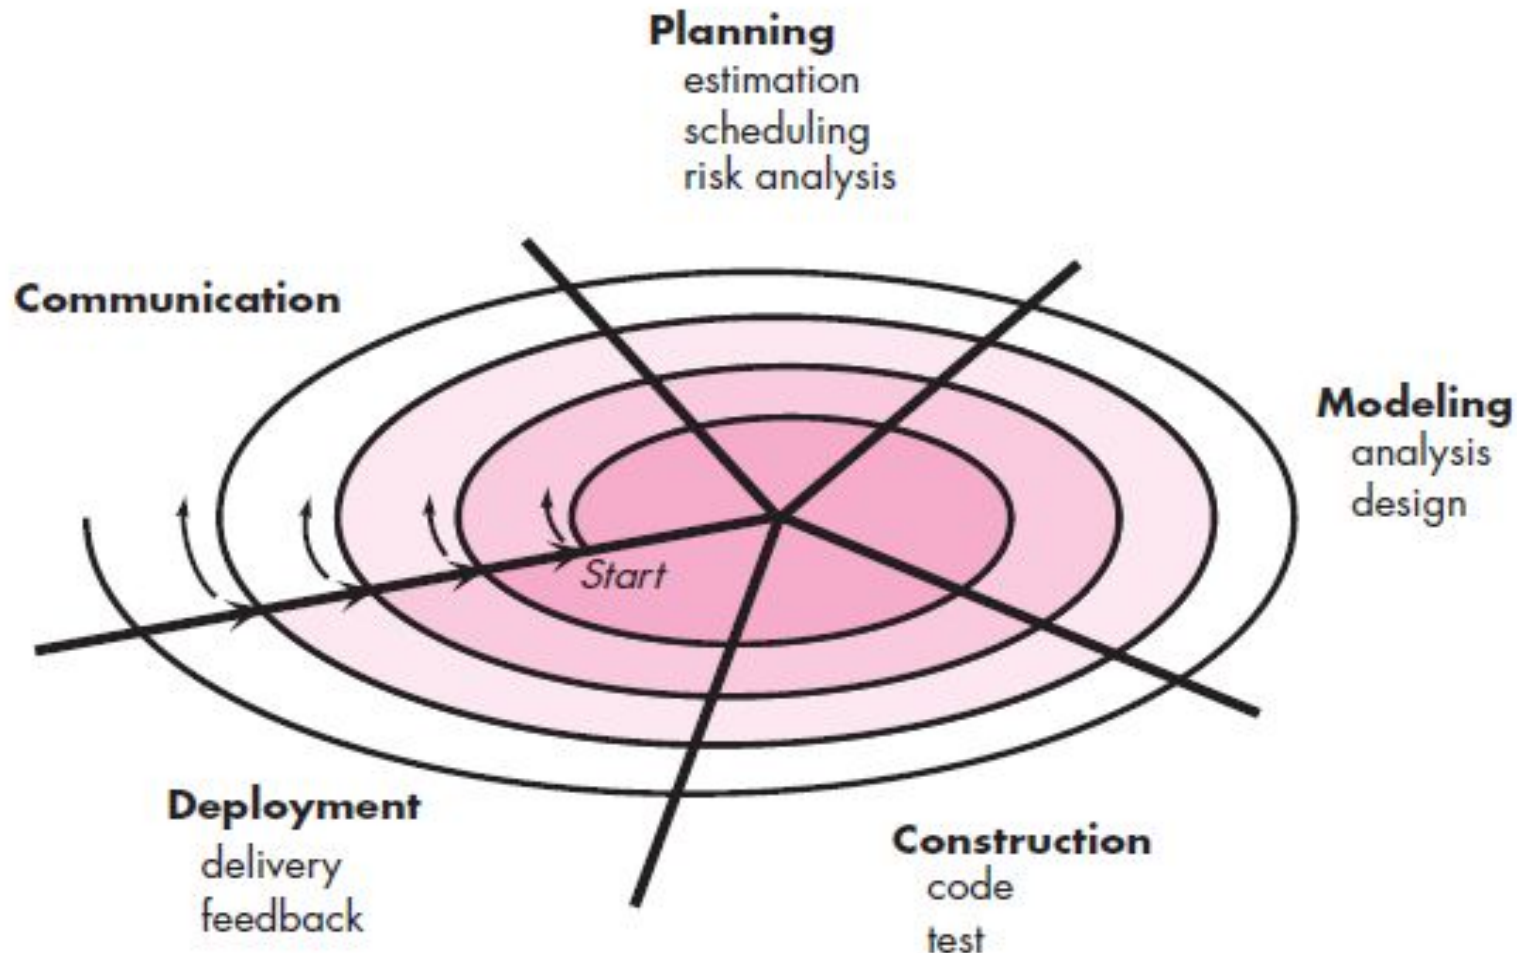 Planning
estimation
scheduling
risk analysis
Communication
Modeling
analysis
design
Start
Deployment
delivery
feedback
Construction
code
test